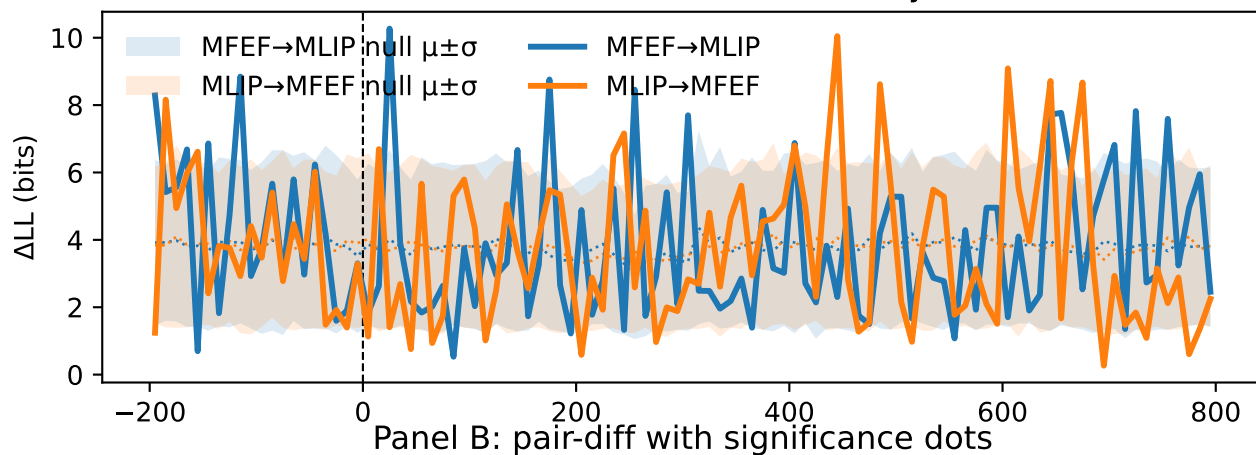 MFEF→MLIP null μ±σ
MLIP→MFEF null μ±σ
MFEF→MLIP
MLIP→MFEF
ΔLL (bits)
10
8
6
4
2
0
−200
0
200
400
600
800
Panel B: pair-diff with significance dots